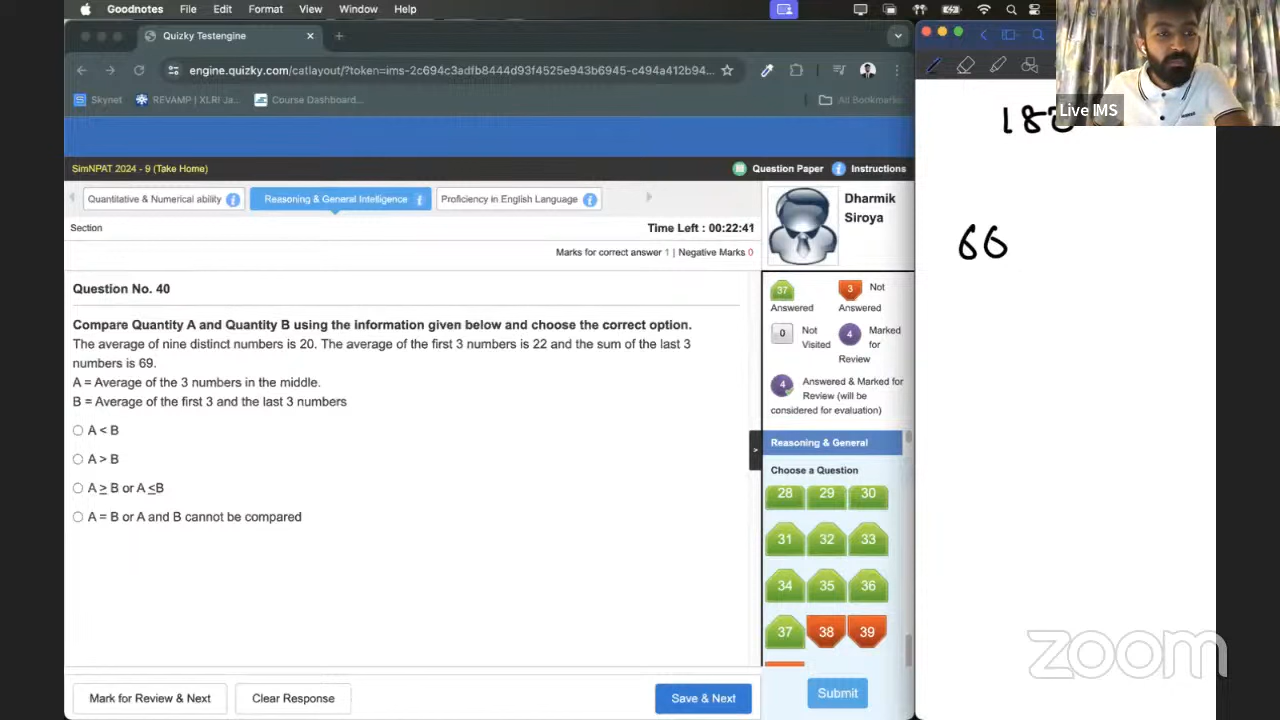 Goodnotes File Edit Format View Window Help
Quizky Testengine
engine.quizky.com/catlayout/?token=ims-2c694c3adfb8444d93f4525e943b6945-c494a412b94...
Skynet REVAMP | XLRI Ja... Course Dashboard... All Bookmarks
Live IMS
180
66
SimNPAT 2024 - 9 (Take Home) Question Paper Instructions
Quantitative & Numerical ability Reasoning & General Intelligence Proficiency in English Language
Section Time Left : 00:22:41
Marks for correct answer 1 | Negative Marks 0
Dharmik
Siroya
Question No. 40
Compare Quantity A and Quantity B using the information given below and choose the correct option.
The average of nine distinct numbers is 20. The average of the first 3 numbers is 22 and the sum of the last 3
numbers is 69.
A = Average of the 3 numbers in the middle.
B = Average of the first 3 and the last 3 numbers
A < B
A > B
A ≥ B or A ≤B
A = B or A and B cannot be compared
37 Answered 3 Not Answered
0 Not Visited 4 Marked for Review
4 Answered & Marked for
Review (will be
considered for evaluation)
Reasoning & General
Choose a Question
28 29 30
31 32 33
34 35 36
37 38 39
Mark for Review & Next Clear Response Save & Next Submit
zoom